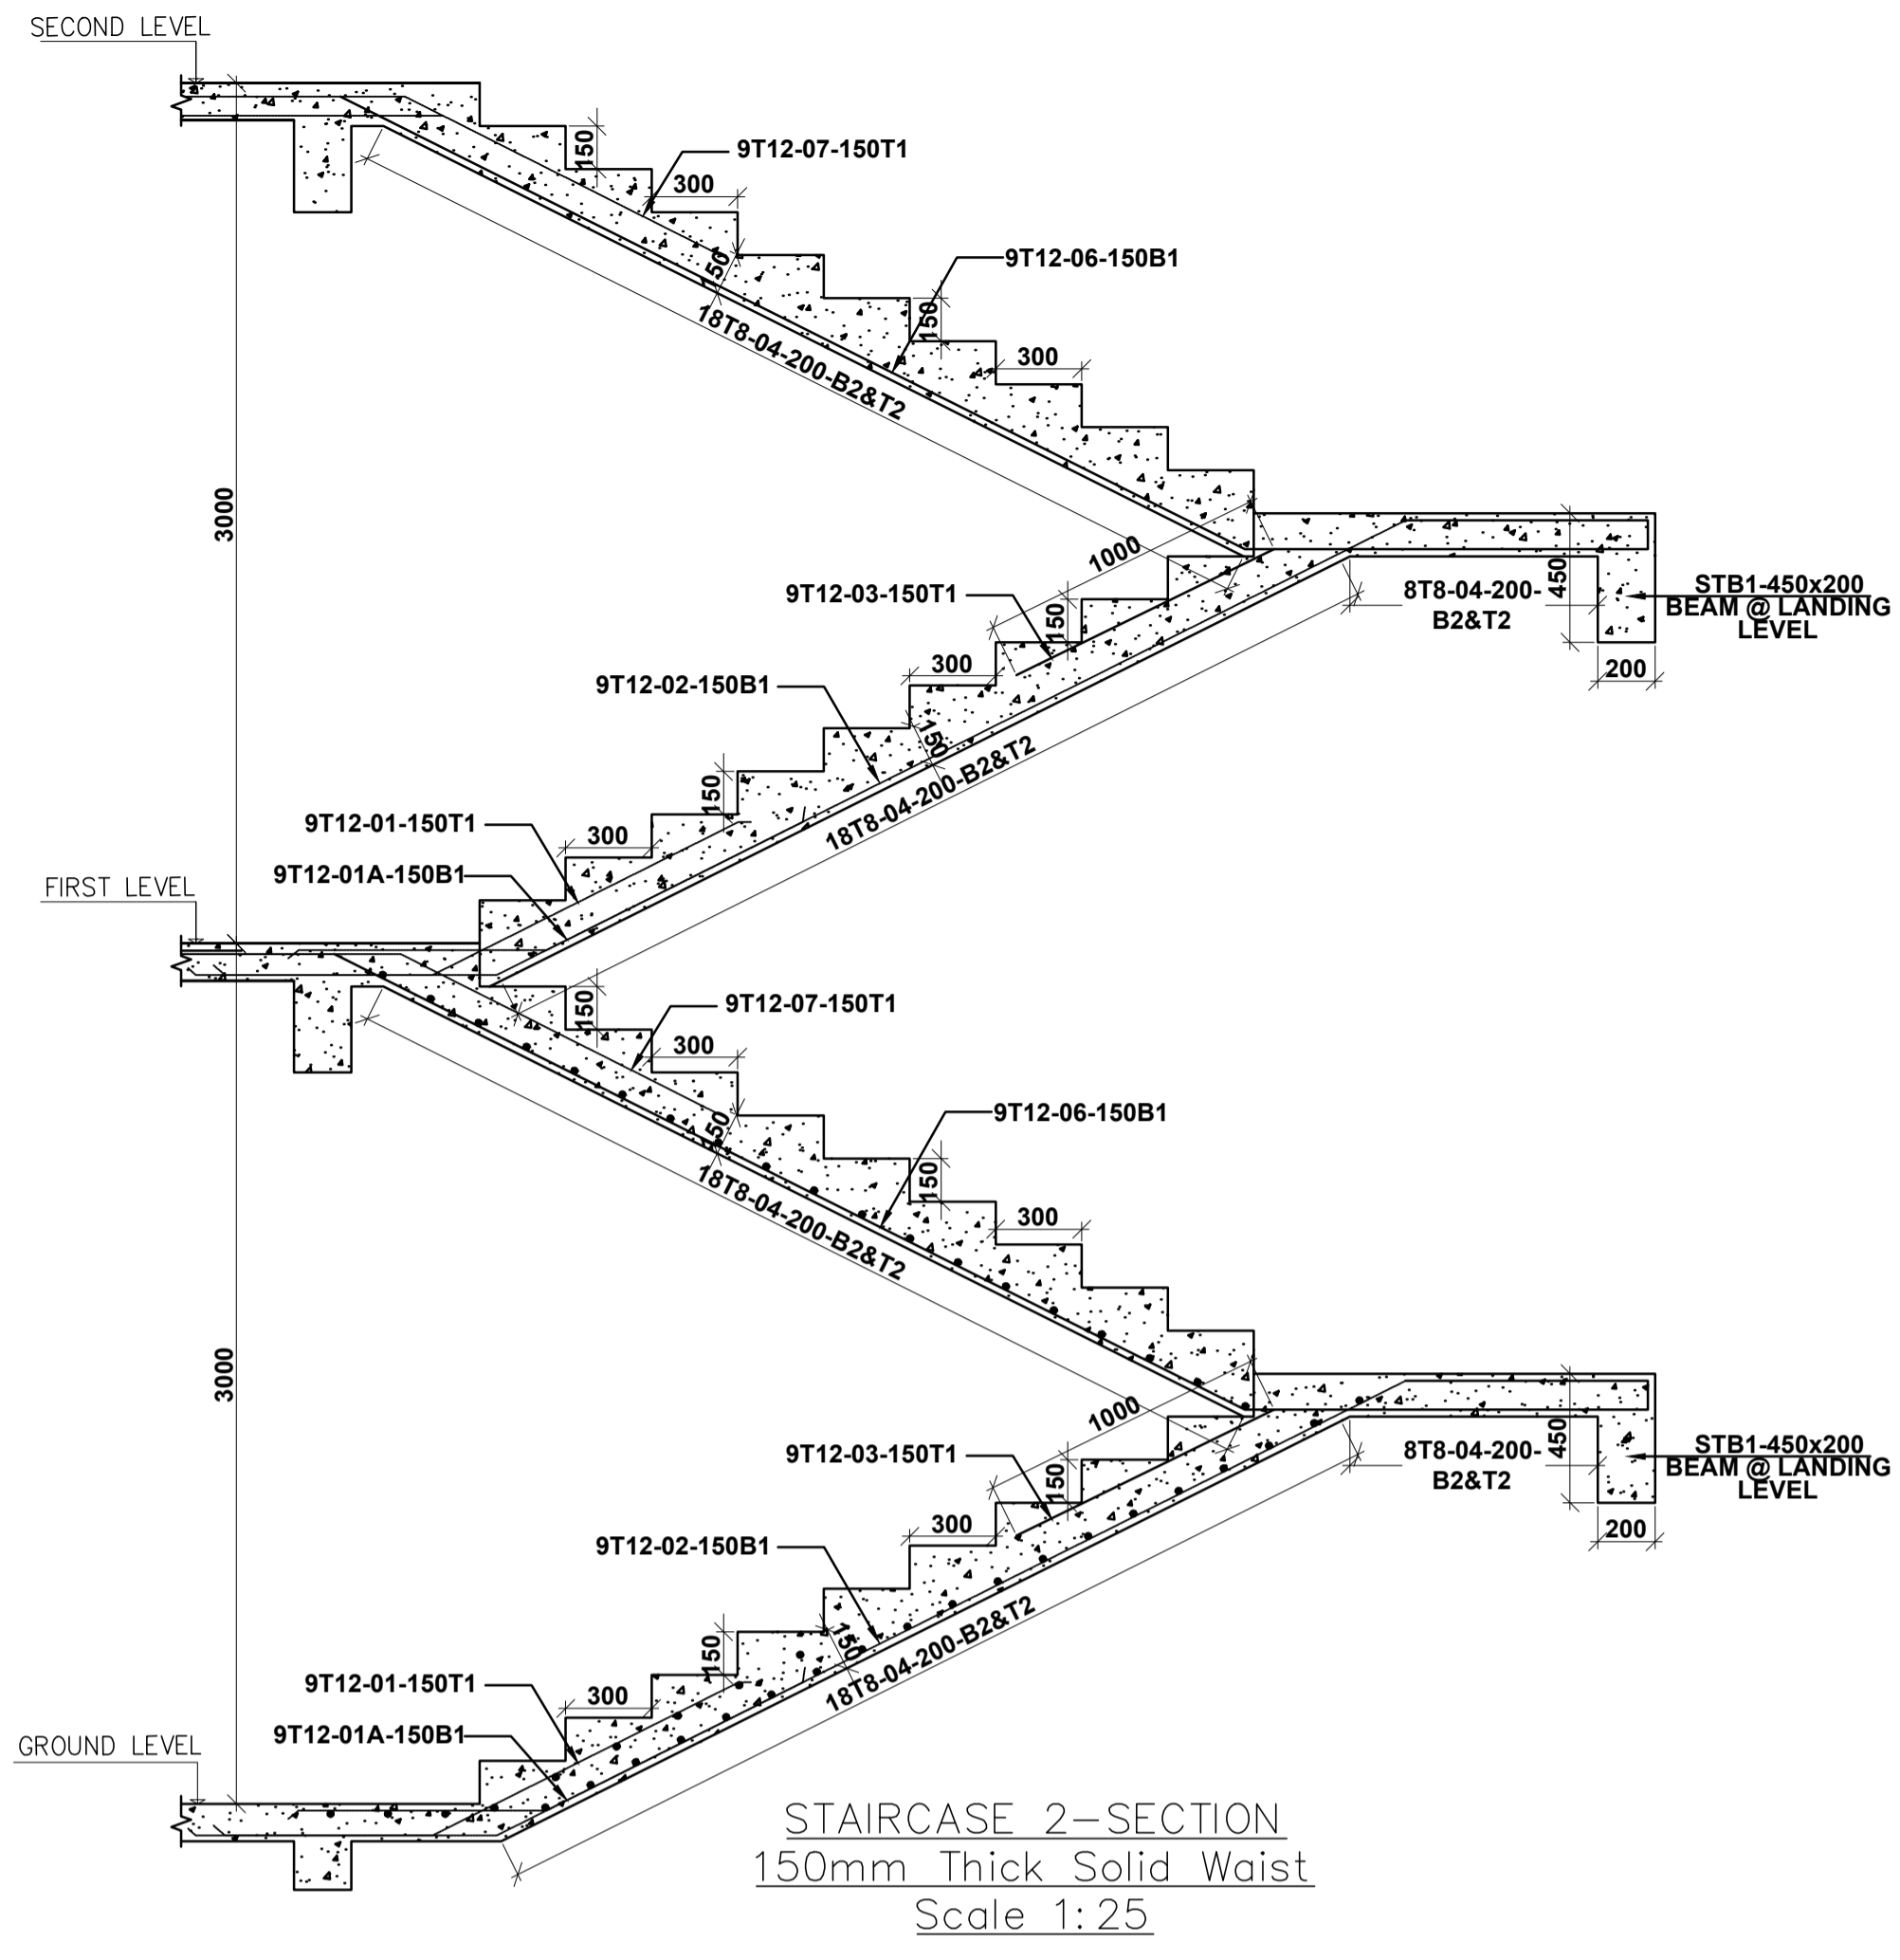 SECOND LEVEL
9T12-07-150T1
150
300
150
9T12-06-150B1
18T8-04-200-B2&T2
150
300
3000
1000
9T12-03-150T1
150
8T8-04-200-
B2&T2
450
STB1-450x200
BEAM @ LANDING
LEVEL
200
300
9T12-02-150B1
150
18T8-04-200-B2&T2
150
9T12-01-150T1
300
9T12-01A-150B1
FIRST LEVEL
9T12-07-150T1
150
300
150
9T12-06-150B1
18T8-04-200-B2&T2
150
300
3000
1000
9T12-03-150T1
150
8T8-04-200-
B2&T2
450
STB1-450x200
BEAM @ LANDING
LEVEL
200
300
9T12-02-150B1
150
18T8-04-200-B2&T2
150
9T12-01-150T1
300
9T12-01A-150B1
GROUND LEVEL
STAIRCASE 2-SECTION
150mm Thick Solid Waist
Scale 1:25